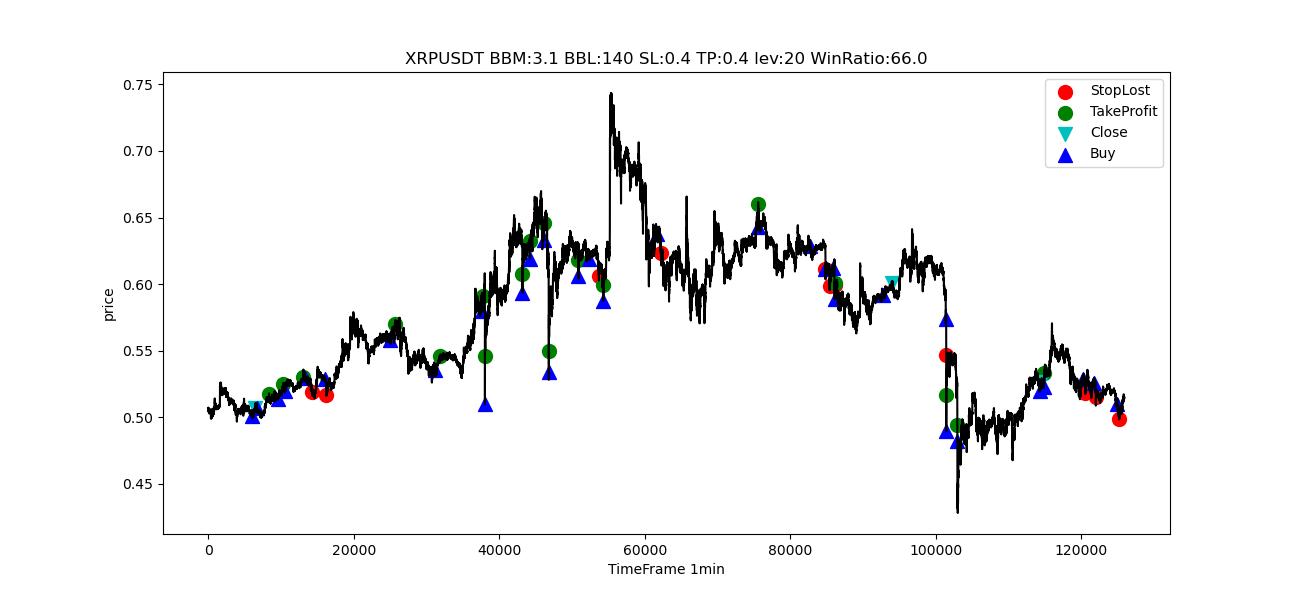 XRPUSDT BBM:3.1 BBL:140 SL:0.4 TP:0.4 lev:20 WinRatio:66.0
StopLost
TakeProfit
Close
Buy
price
0.75
0.70
0.65
0.60
0.55
0.50
0.45
0
20000
40000
60000
80000
100000
120000
TimeFrame 1min